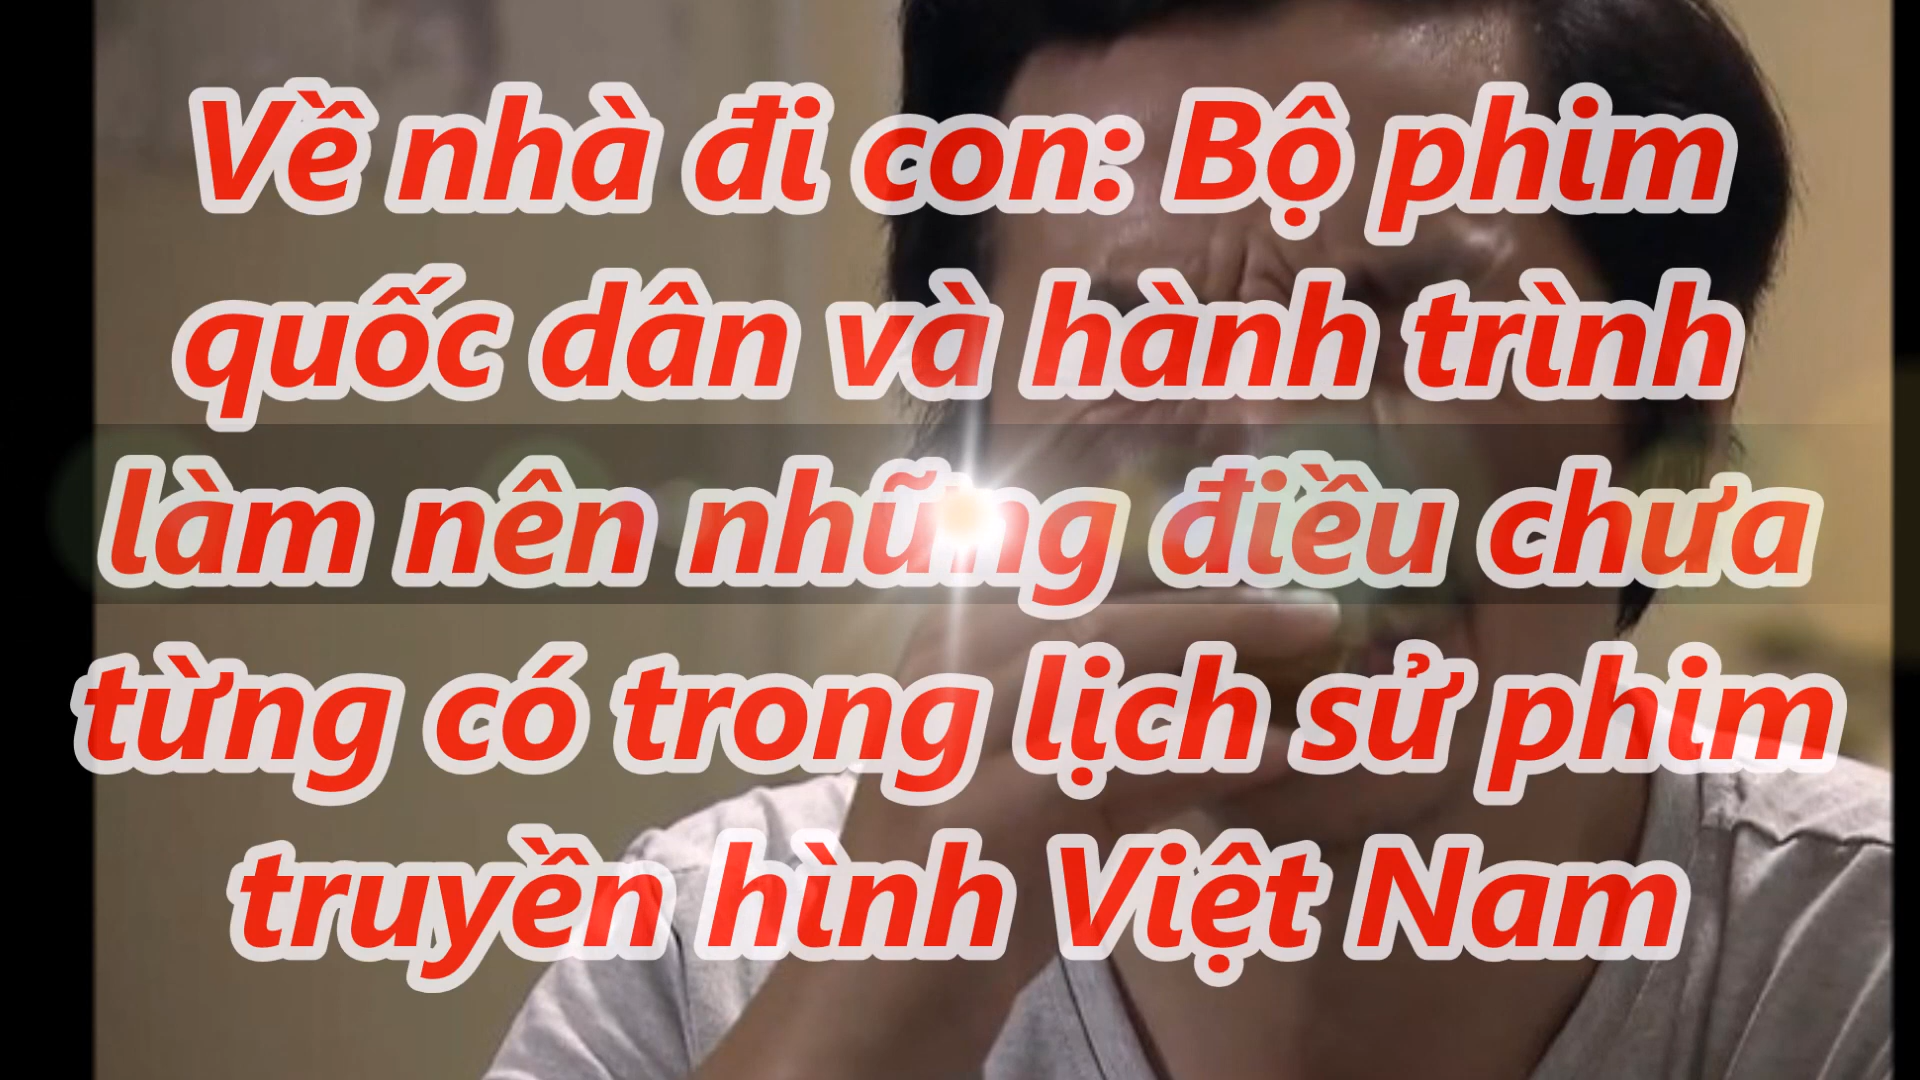 Về nhà đi con: Bộ phim
quốc dân và hành trình
làm nên những điều chưa
từng có trong lịch sử phim
truyền hình Việt Nam